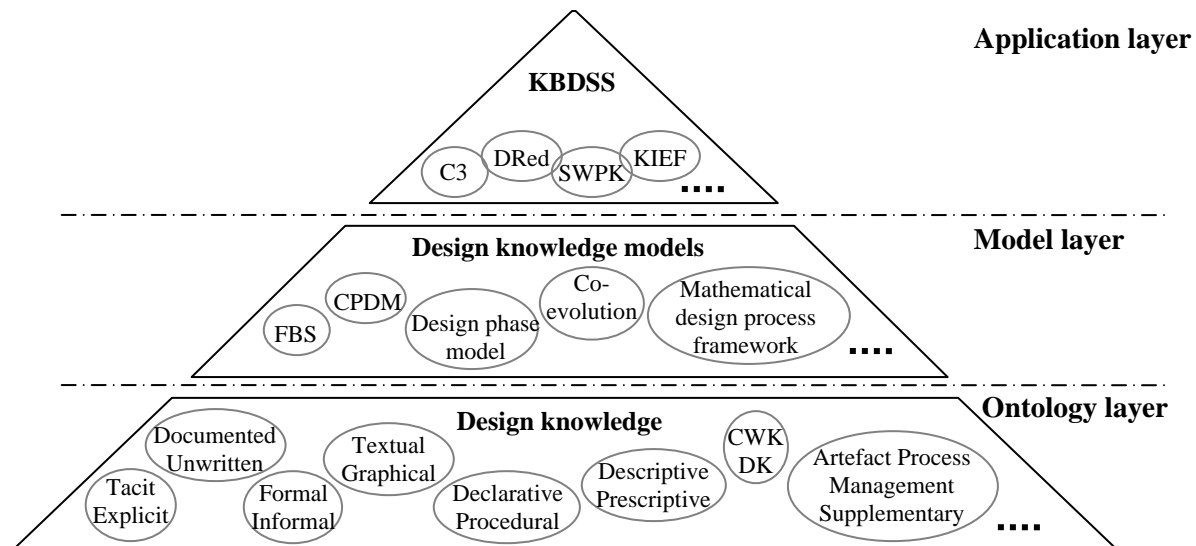 Application layer
KBDSS
C3
DRed
SWPK
KIEF
....
Model layer
Design knowledge models
FBS
CPDM
Design phase
model
Co-
evolution
Mathematical
design process
framework
....
Ontology layer
Design knowledge
Tacit
Explicit
Documented
Unwritten
Formal
Informal
Textual
Graphical
Declarative
Procedural
Descriptive
Prescriptive
CWK
DK
Artefact Process
Management
Supplementary
....